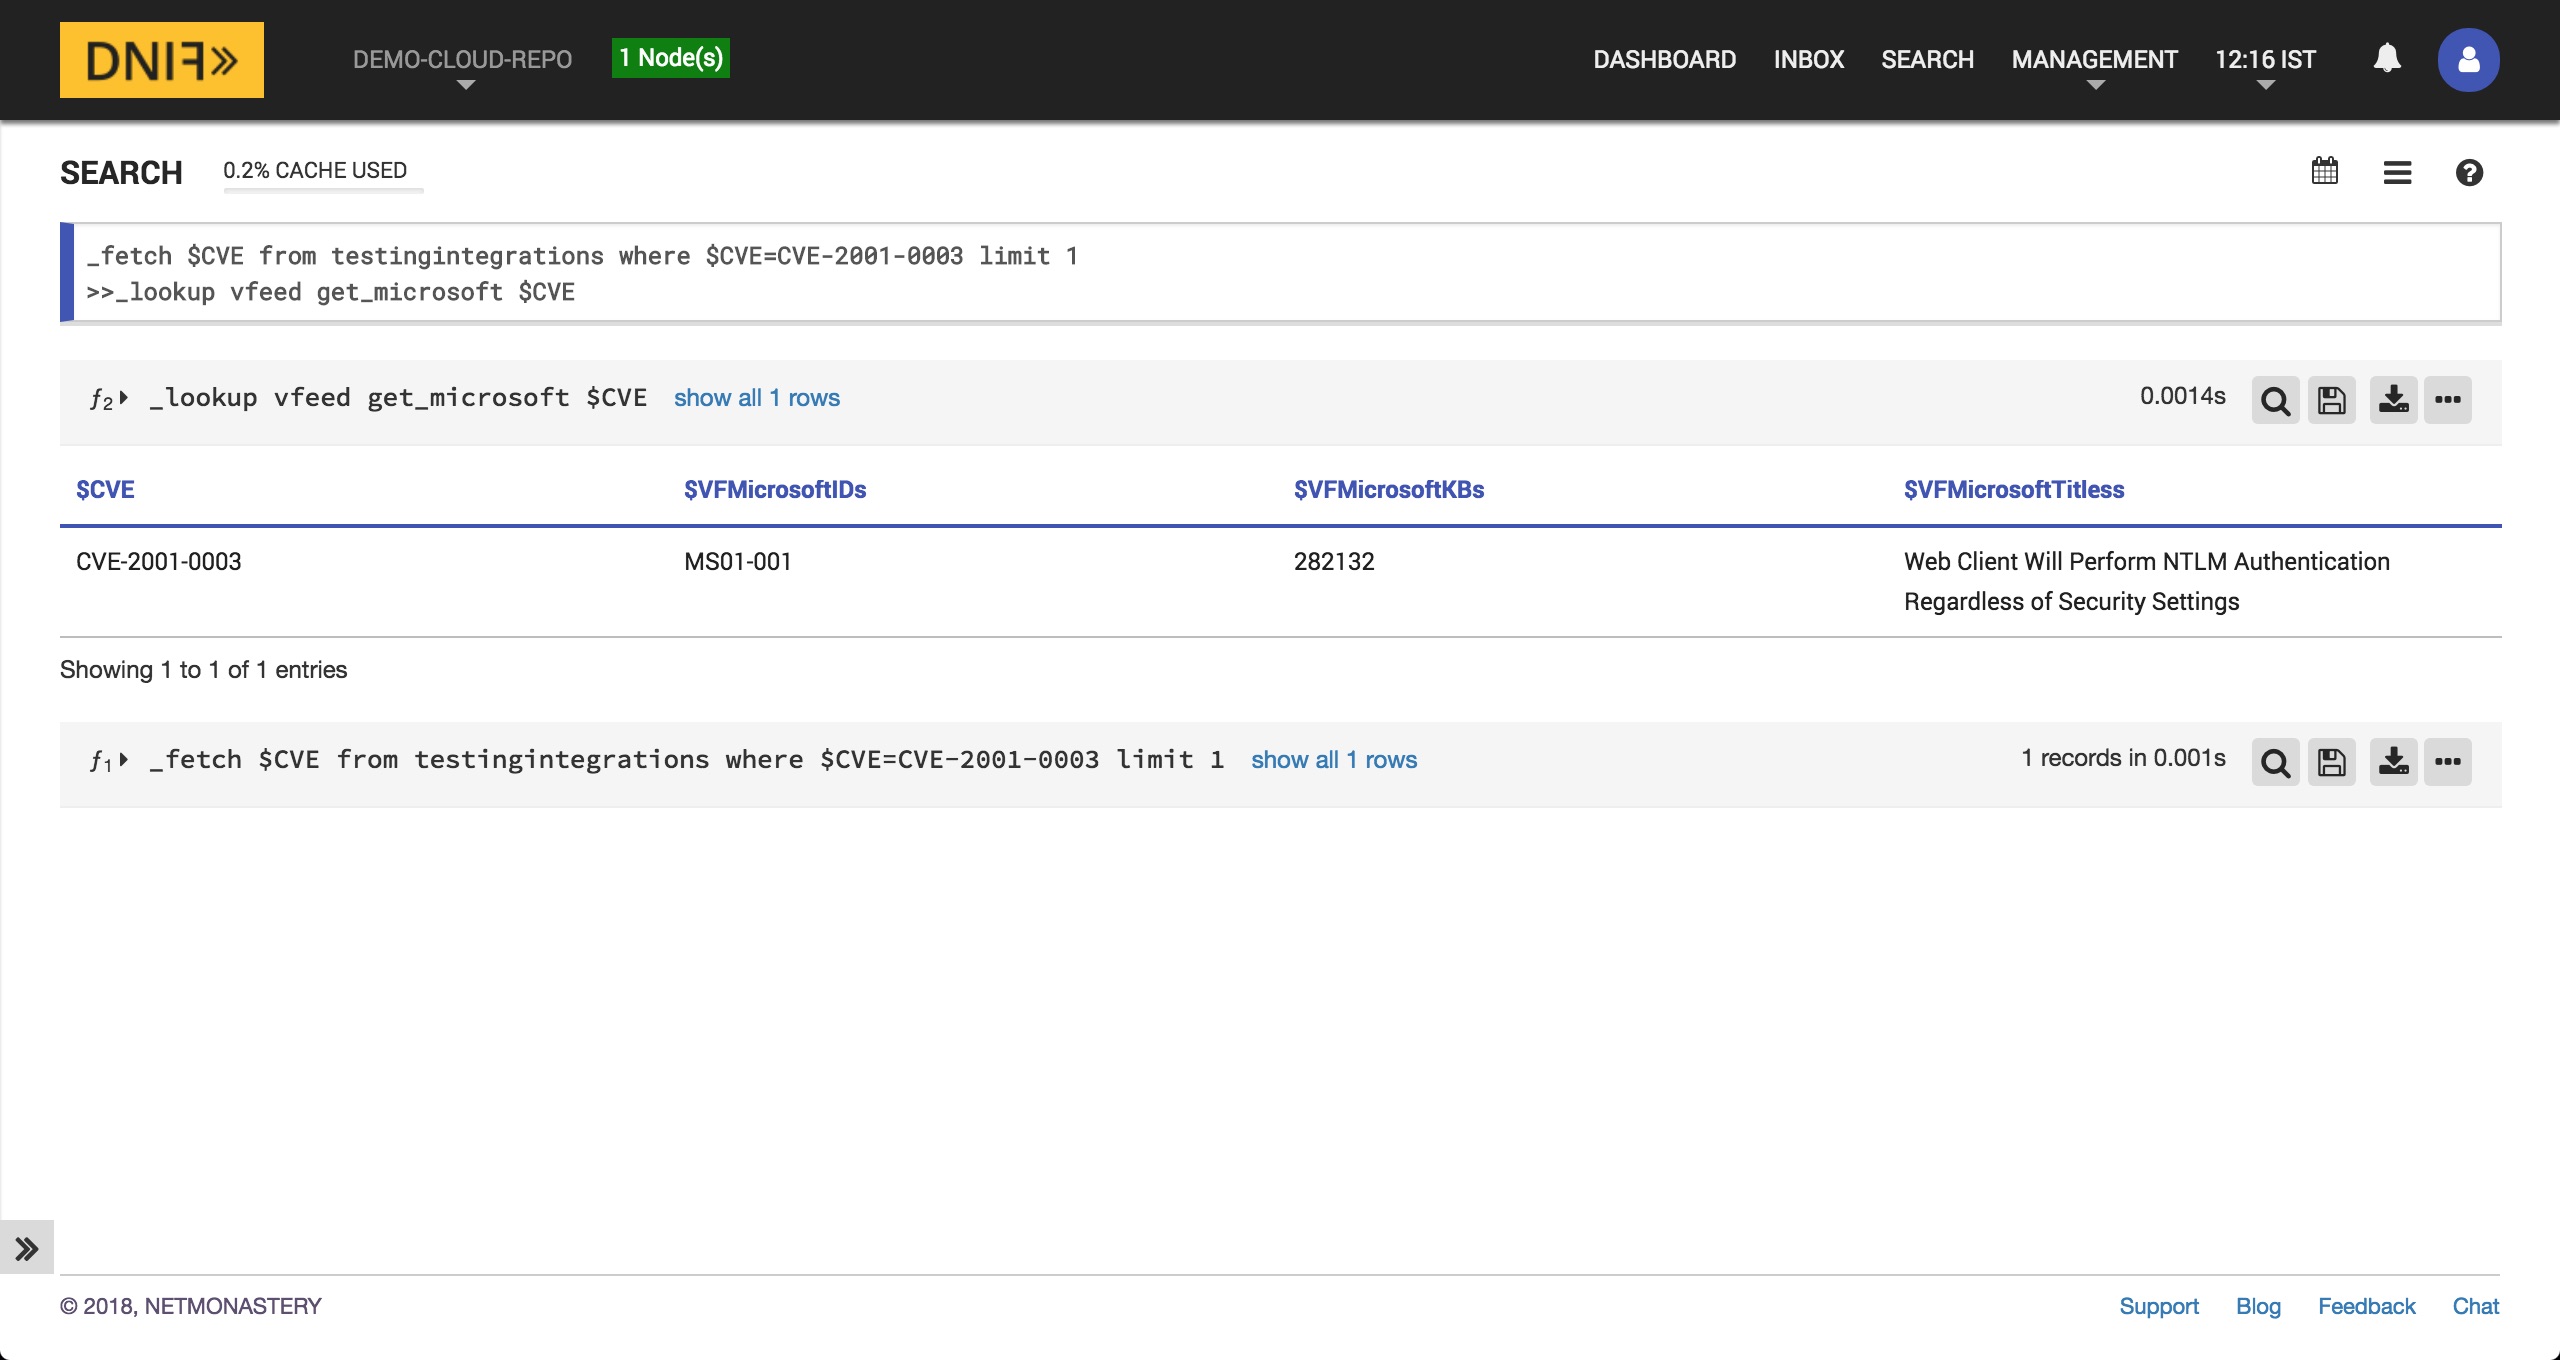 DNIF»
DEMO-CLOUD-REPO
1 Node(s)
DASHBOARD
INBOX
SEARCH
MANAGEMENT
12:16 IST
SEARCH
0.2% CACHE USED
_fetch $CVE from testingintegrations where $CVE=CVE-2001-0003 limit 1
>>_lookup vfeed get_microsoft $CVE
ƒ2 _lookup vfeed get_microsoft $CVE show all 1 rows 0.0014s
$CVE $VFMicrosoftIDs $VFMicrosoftKBs $VFMicrosoftTitless
CVE-2001-0003 MS01-001 282132 Web Client Will Perform NTLM Authentication
Regardless of Security Settings
Showing 1 to 1 of 1 entries
ƒ1 _fetch $CVE from testingintegrations where $CVE=CVE-2001-0003 limit 1 show all 1 rows 1 records in 0.001s
© 2018, NETMONASTERY
Support
Blog
Feedback
Chat